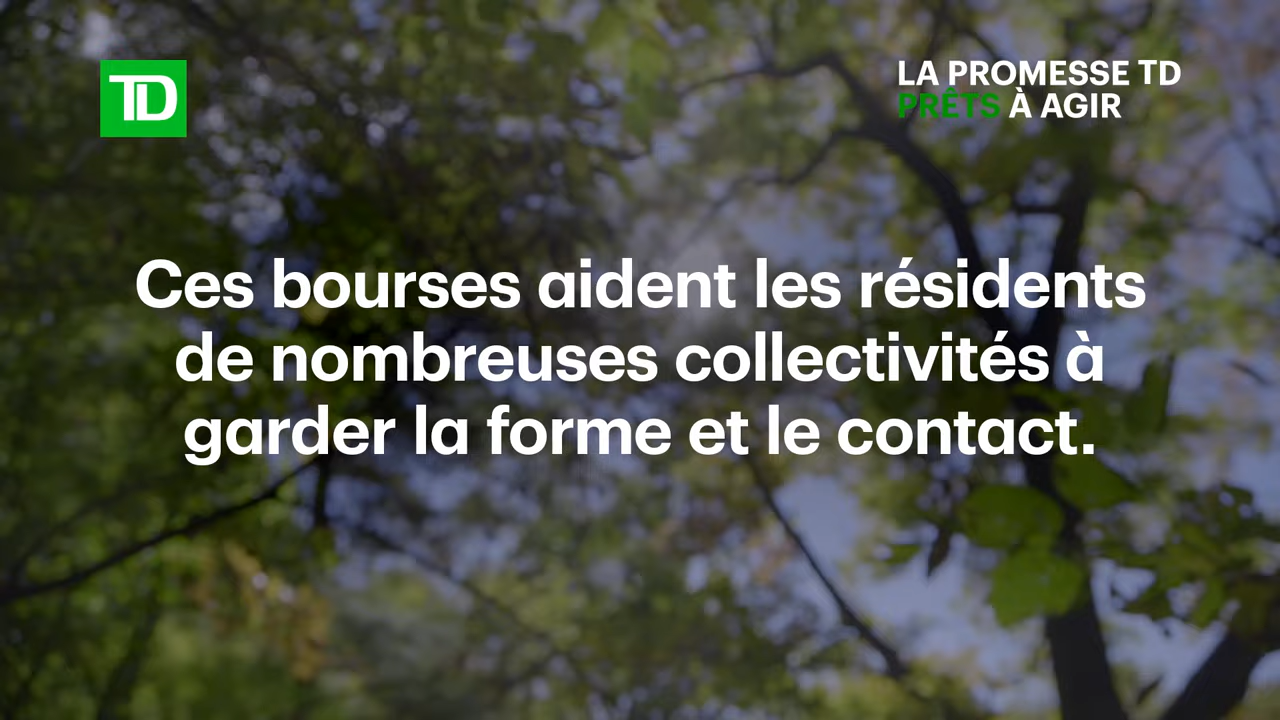 TD
LA PROMESSE TD
PRÊTS À AGIR
Ces bourses aident les résidents
de nombreuses collectivités à
garder la forme et le contact.